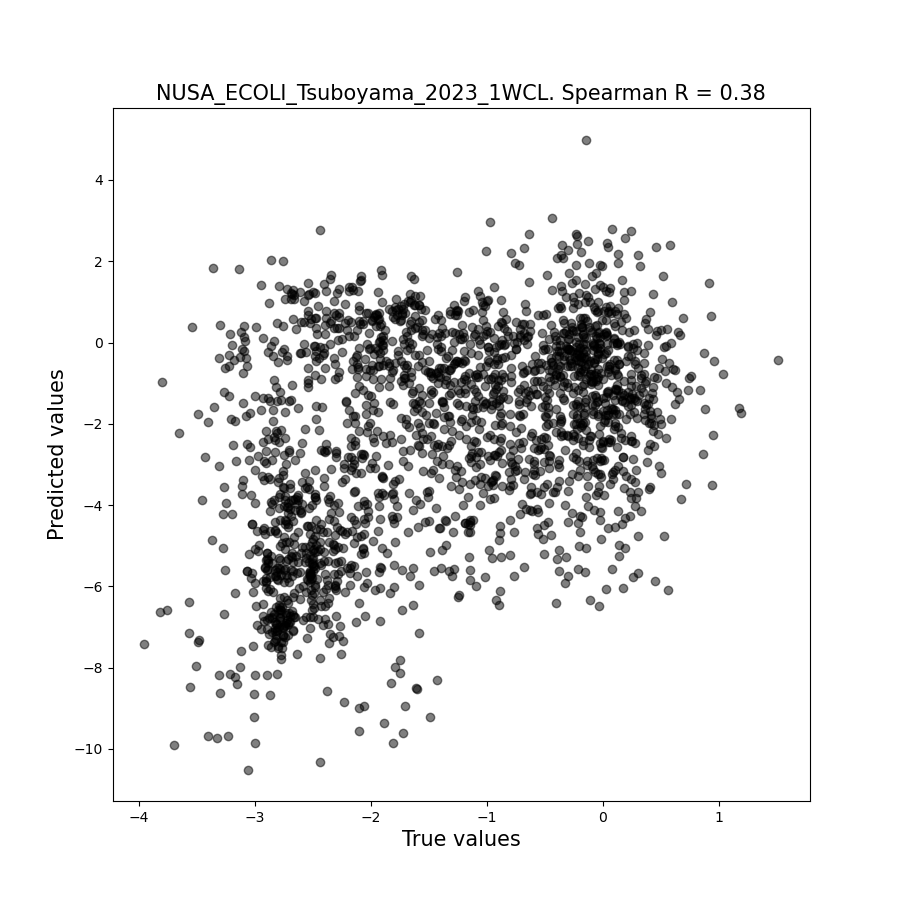 NUSA_ECOLI_Tsuboyama_2023_1WCL. Spearman R = 0.38
4
2
0
−2
−4
−6
−8
−10
Predicted values
−4 −3 −2 −1 0 1
True values